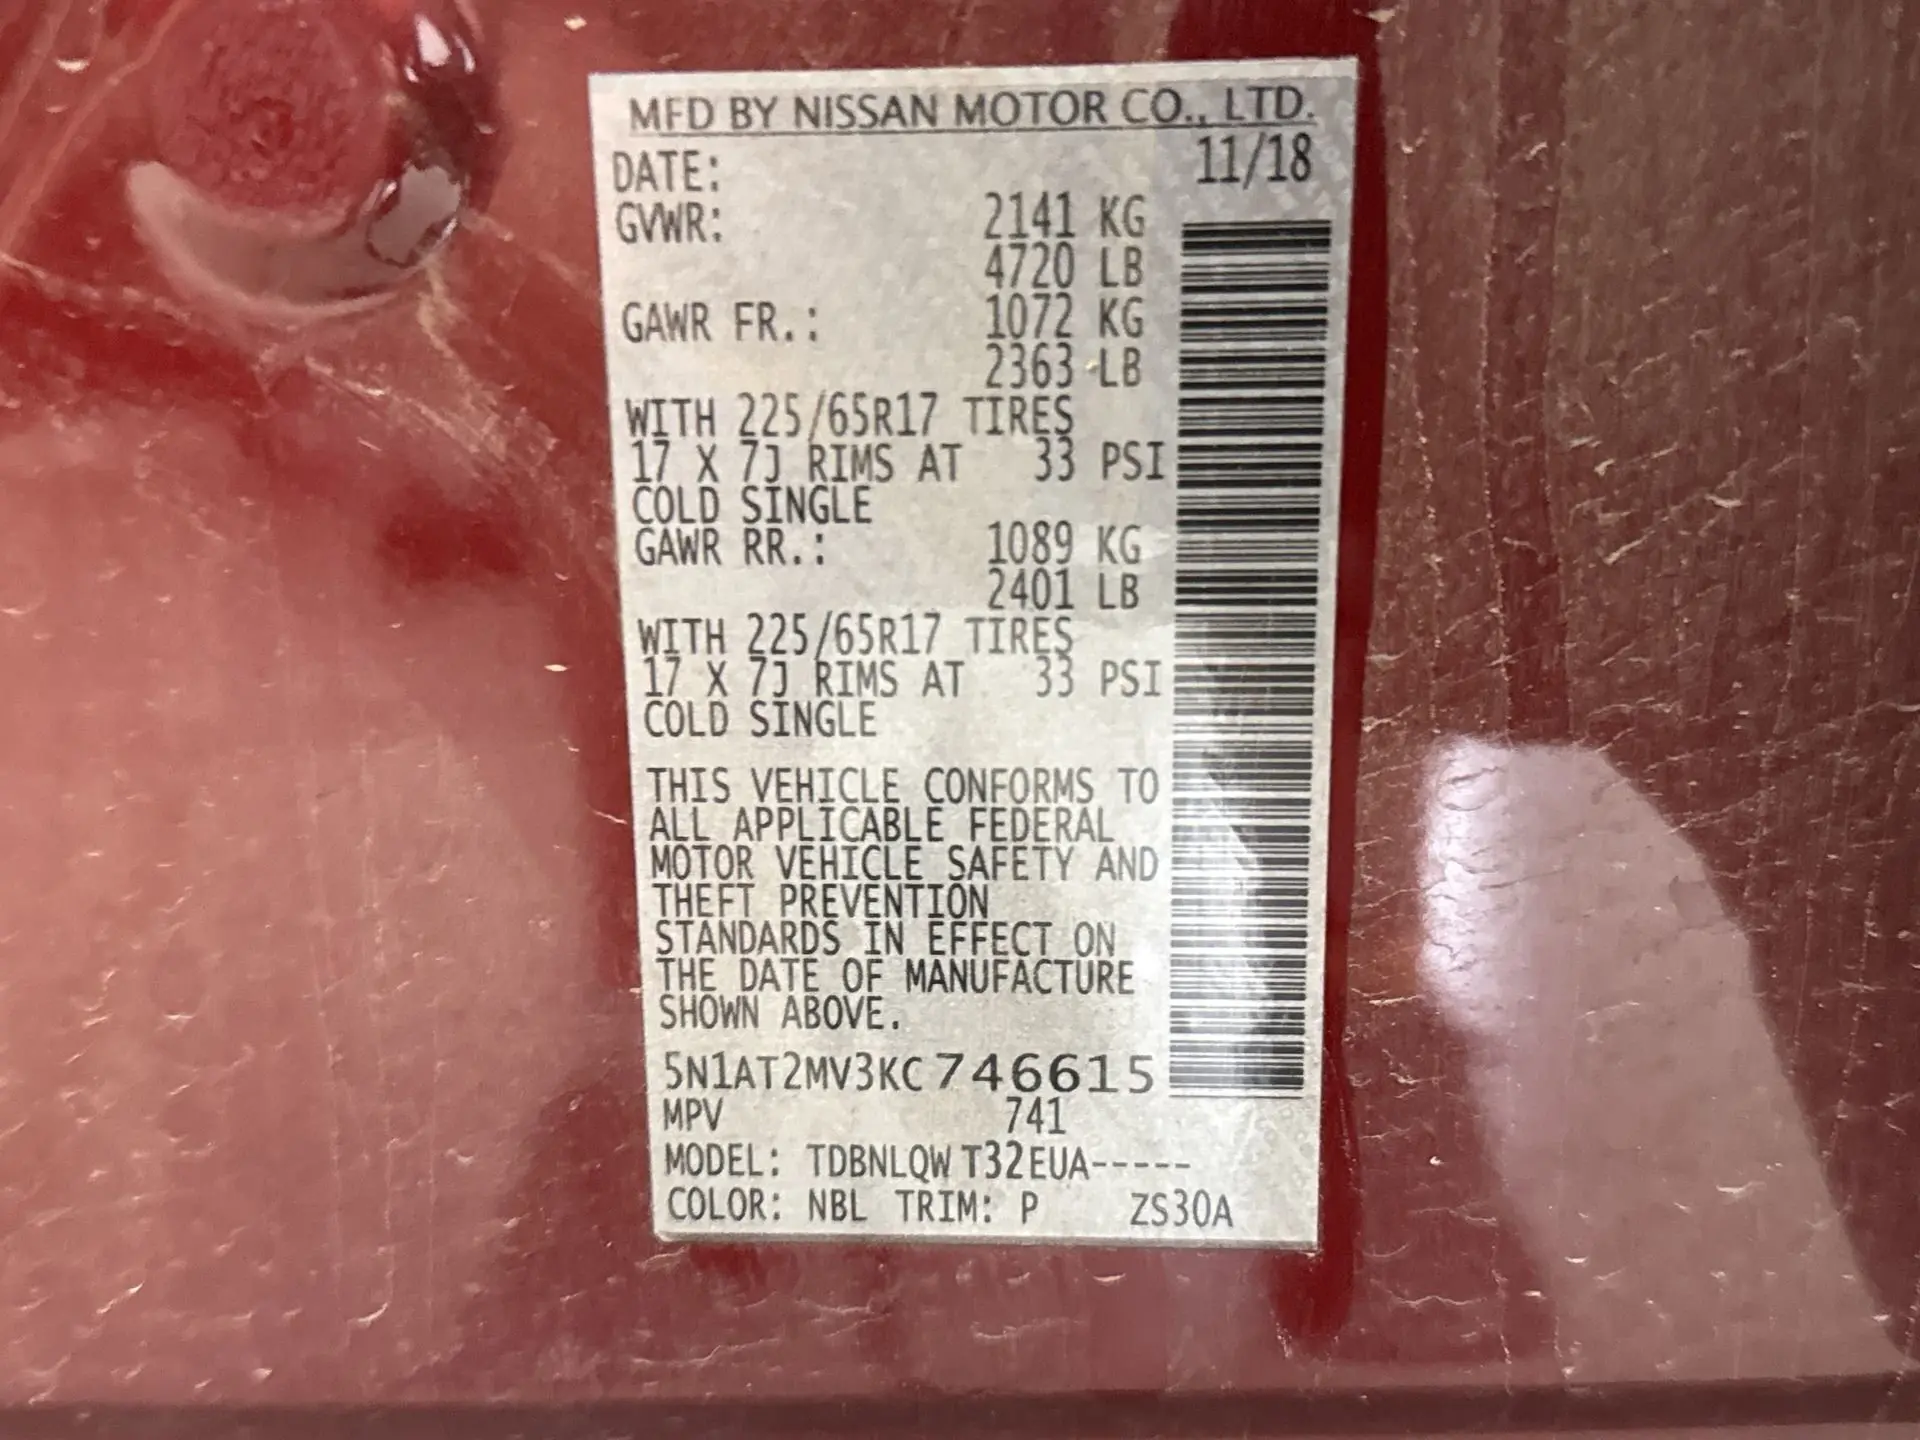 MFD BY NISSAN MOTOR CO., LTD.
DATE: 11/18
GVWR: 2141 KG
4720 LB
GAWR FR.: 1072 KG
2363 LB
WITH 225/65R17 TIRES
17 X 7J RIMS AT 33 PSI
COLD SINGLE
GAWR RR.: 1089 KG
2401 LB
WITH 225/65R17 TIRES
17 X 7J RIMS AT 33 PSI
COLD SINGLE
THIS VEHICLE CONFORMS TO
ALL APPLICABLE FEDERAL
MOTOR VEHICLE SAFETY AND
THEFT PREVENTION
STANDARDS IN EFFECT ON
THE DATE OF MANUFACTURE
SHOWN ABOVE.
5N1AT2MV3KC746615
MPV 741
MODEL: TDBNLQW T32EUA-----
COLOR: NBL TRIM: P ZS30A